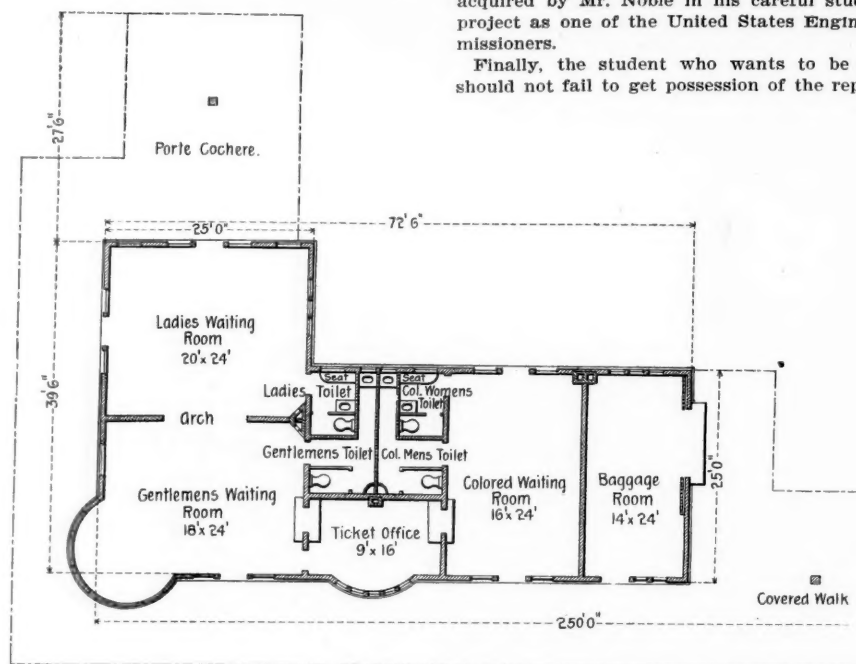 acquired by Mr. Noble in his careful
project as one of the United States
missioners.
Finally, the student who wants to be
should not fail to get possession of the
27'6"
Porte Cochere.
72'6"
25'0"
Ladies Waiting
Room
20'x 24'
39'6"
Ladies Toilet
Seat
Seat
Col. Womens
Toilet
arch
Gentlemens Toilet
Col. Mens Toilet
Gentlemens Waiting
Room
18'x 24'
Ticket Office
9'x 16'
Colored Waiting
Room
16'x 24'
Baggage
Room
14'x 24'
25'0"
Covered Walk
250'0"